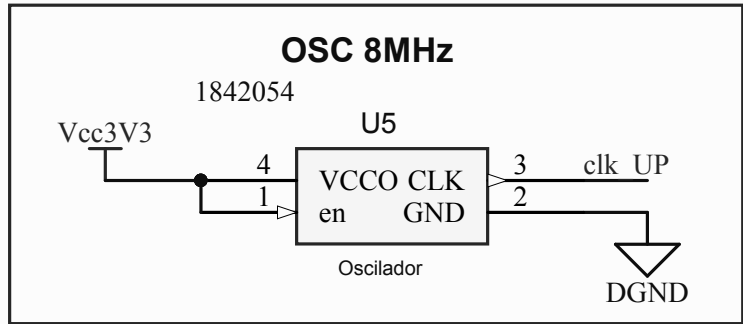 OSC 8MHz
1842054
U5
Vcc3V3
4 VCCO CLK 3 clk UP
1 en GND 2
Oscilador
DGND